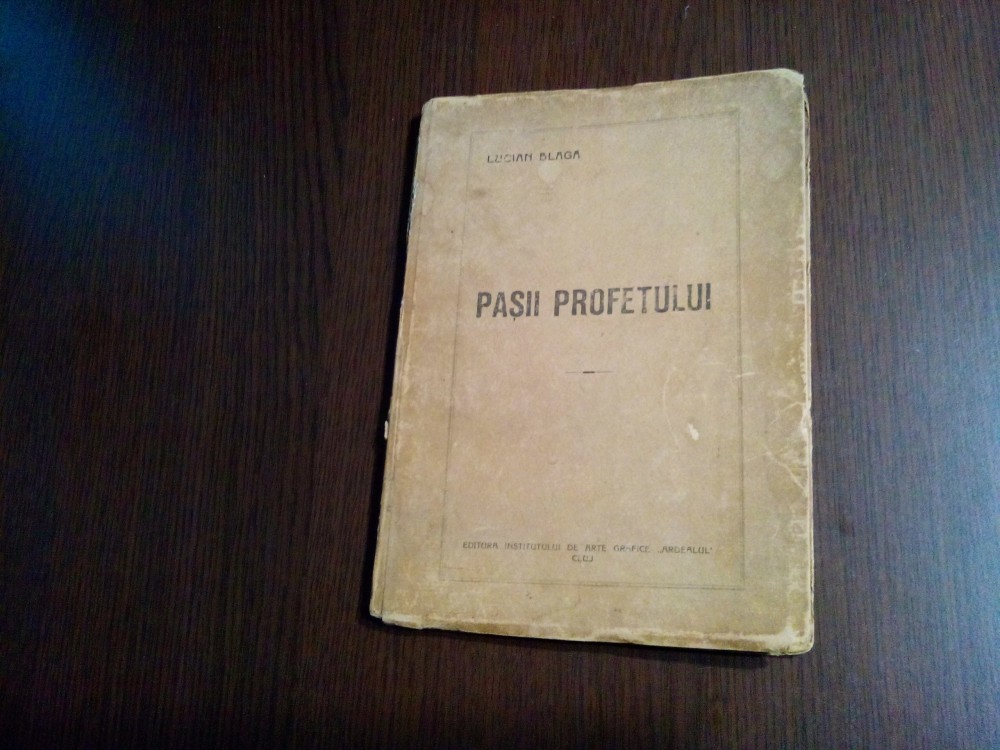 LUCIAN BLAGA
PAȘII PROFETULUI
EDITURA INSTITUTULUI DE ARTE GRAFICE „ARDEALUL"
CLUJ